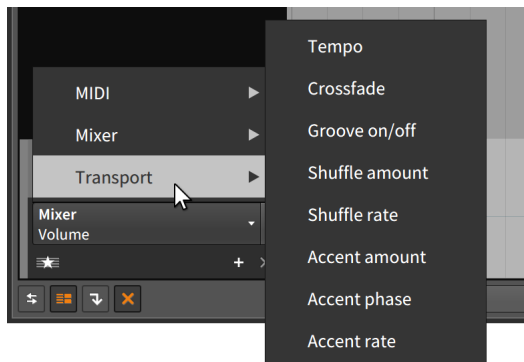 MIDI
Mixer
Transport
Mixer
Volume
Tempo
Crossfade
Groove on/off
Shuffle amount
Shuffle rate
Accent amount
Accent phase
Accent rate